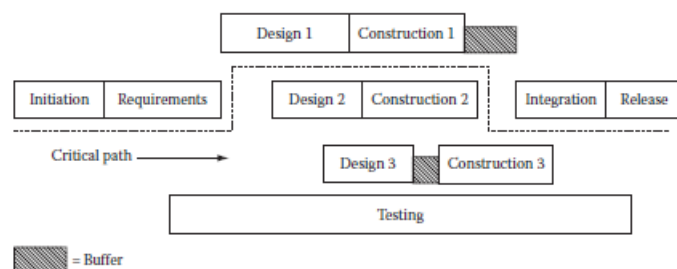 Design 1 Construction 1
Initiation Requirements Design 2 Construction 2 Integration Release
Critical path
Design 3 Construction 3
Testing
= Buffer